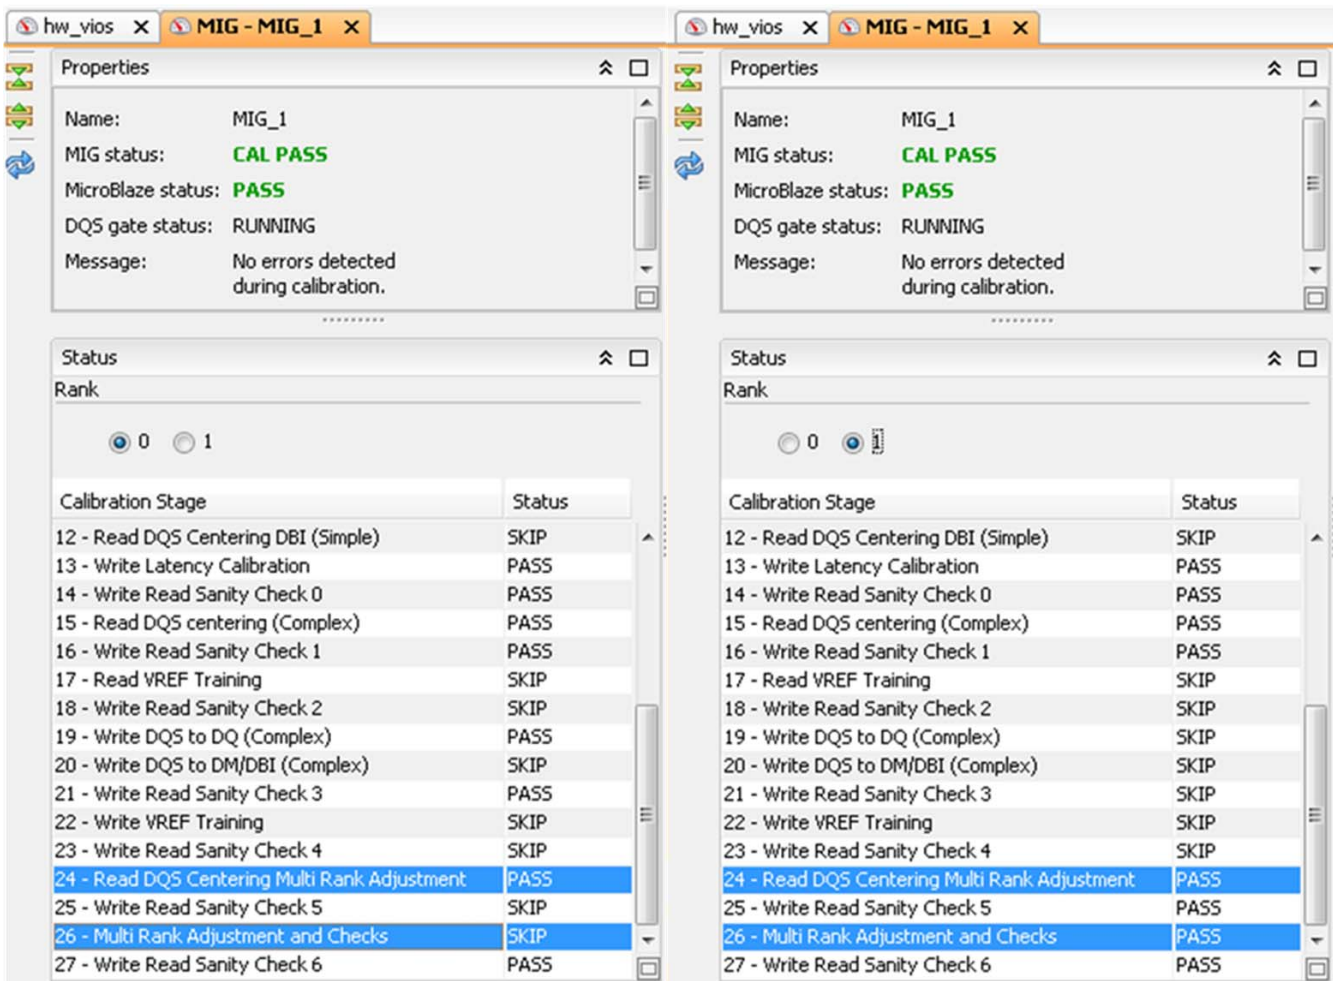 hw_vios X MIG - MIG_1 X
Properties
Name: MIG_1
MIG status: CAL PASS
MicroBlaze status: PASS
DQS gate status: RUNNING
Message: No errors detected
during calibration.
Status
Rank
0 1
Calibration Stage Status
12 - Read DQS Centering DBI (Simple) SKIP
13 - Write Latency Calibration PASS
14 - Write Read Sanity Check 0 PASS
15 - Read DQS centering (Complex) PASS
16 - Write Read Sanity Check 1 PASS
17 - Read VREF Training SKIP
18 - Write Read Sanity Check 2 SKIP
19 - Write DQS to DQ (Complex) PASS
20 - Write DQS to DM/DBI (Complex) SKIP
21 - Write Read Sanity Check 3 PASS
22 - Write VREF Training SKIP
23 - Write Read Sanity Check 4 SKIP
24 - Read DQS Centering Multi Rank Adjustment PASS
25 - Write Read Sanity Check 5 SKIP
26 - Multi Rank Adjustment and Checks SKIP
27 - Write Read Sanity Check 6 PASS
hw_vios X MIG - MIG_1 X
Properties
Name: MIG_1
MIG status: CAL PASS
MicroBlaze status: PASS
DQS gate status: RUNNING
Message: No errors detected
during calibration.
Status
Rank
0 1
Calibration Stage Status
12 - Read DQS Centering DBI (Simple) SKIP
13 - Write Latency Calibration PASS
14 - Write Read Sanity Check 0 PASS
15 - Read DQS centering (Complex) PASS
16 - Write Read Sanity Check 1 PASS
17 - Read VREF Training SKIP
18 - Write Read Sanity Check 2 SKIP
19 - Write DQS to DQ (Complex) SKIP
20 - Write DQS to DM/DBI (Complex) SKIP
21 - Write Read Sanity Check 3 SKIP
22 - Write VREF Training SKIP
23 - Write Read Sanity Check 4 SKIP
24 - Read DQS Centering Multi Rank Adjustment PASS
25 - Write Read Sanity Check 5 PASS
26 - Multi Rank Adjustment and Checks PASS
27 - Write Read Sanity Check 6 PASS